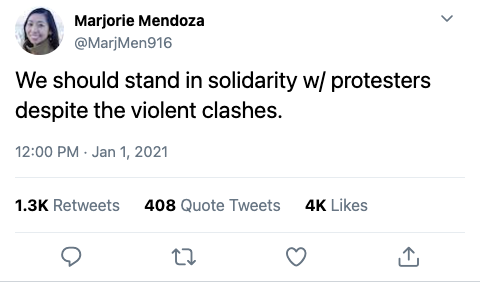 Marjorie Mendoza
@MarjMen916
We should stand in solidarity w/ protesters
despite the violent clashes.
12:00 PM · Jan 1, 2021
1.3K Retweets 408 Quote Tweets 4K Likes